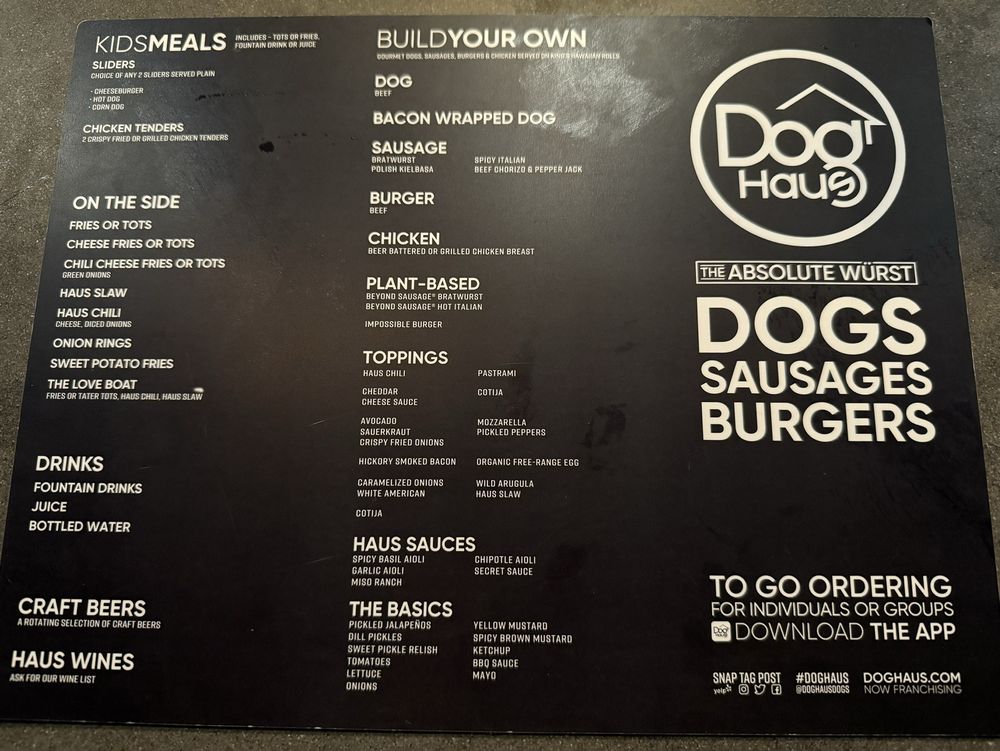 KIDSMEALS INCLUDES - TOTS OR FRIES,
FOUNTAIN DRINK OR JUICE
SLIDERS
CHOICE OF ANY 2 SLIDERS SERVED PLAIN
· CHEESEBURGER
· HOT DOG
· CORN DOG
CHICKEN TENDERS
2 CRISPY FRIED OR GRILLED CHICKEN TENDERS
ON THE SIDE
FRIES OR TOTS
CHEESE FRIES OR TOTS
CHILI CHEESE FRIES OR TOTS
GREEN ONIONS
HAUS SLAW
HAUS CHILI
CHEESE, DICED ONIONS
ONION RINGS
SWEET POTATO FRIES
THE LOVE BOAT
FRIES OR TATER TOTS, HAUS CHILI, HAUS SLAW
DRINKS
FOUNTAIN DRINKS
JUICE
BOTTLED WATER
CRAFT BEERS
A ROTATING SELECTION OF CRAFT BEERS
HAUS WINES
ASK FOR OUR WINE LIST
BUILDYOUR OWN
GOURMET DOGS, SAUSAGES, BURGERS & CHICKEN SERVED ON KING'S HAWAIIAN ROLLS
DOG
BEEF
BACON WRAPPED DOG
SAUSAGE
BRATWURST SPICY ITALIAN
POLISH KIELBASA BEEF CHORIZO & PEPPER JACK
BURGER
BEEF
CHICKEN
BEER BATTERED OR GRILLED CHICKEN BREAST
PLANT-BASED
BEYOND SAUSAGE® BRATWURST
BEYOND SAUSAGE® HOT ITALIAN
IMPOSSIBLE BURGER
TOPPINGS
HAUS CHILI PASTRAMI
CHEDDAR COTIJA
CHEESE SAUCE
AVOCADO MOZZARELLA
SAUERKRAUT PICKLED PEPPERS
CRISPY FRIED ONIONS
HICKORY SMOKED BACON ORGANIC FREE-RANGE EGG
CARAMELIZED ONIONS WILD ARUGULA
WHITE AMERICAN HAUS SLAW
COTIJA
HAUS SAUCES
SPICY BASIL AIOLI CHIPOTLE AIOLI
GARLIC AIOLI SECRET SAUCE
MISO RANCH
THE BASICS
PICKLED JALAPEÑOS YELLOW MUSTARD
DILL PICKLES SPICY BROWN MUSTARD
SWEET PICKLE RELISH KETCHUP
TOMATOES BBQ SAUCE
LETTUCE MAYO
ONIONS
Dog
Haus
THE ABSOLUTE WÜRST
DOGS
SAUSAGES
BURGERS
TO GO ORDERING
FOR INDIVIDUALS OR GROUPS
Dog Haus DOWNLOAD THE APP
SNAP TAG POST #DOGHAUS DOGHAUS.COM
yelp @DOGHAUSDOGS NOW FRANCHISING